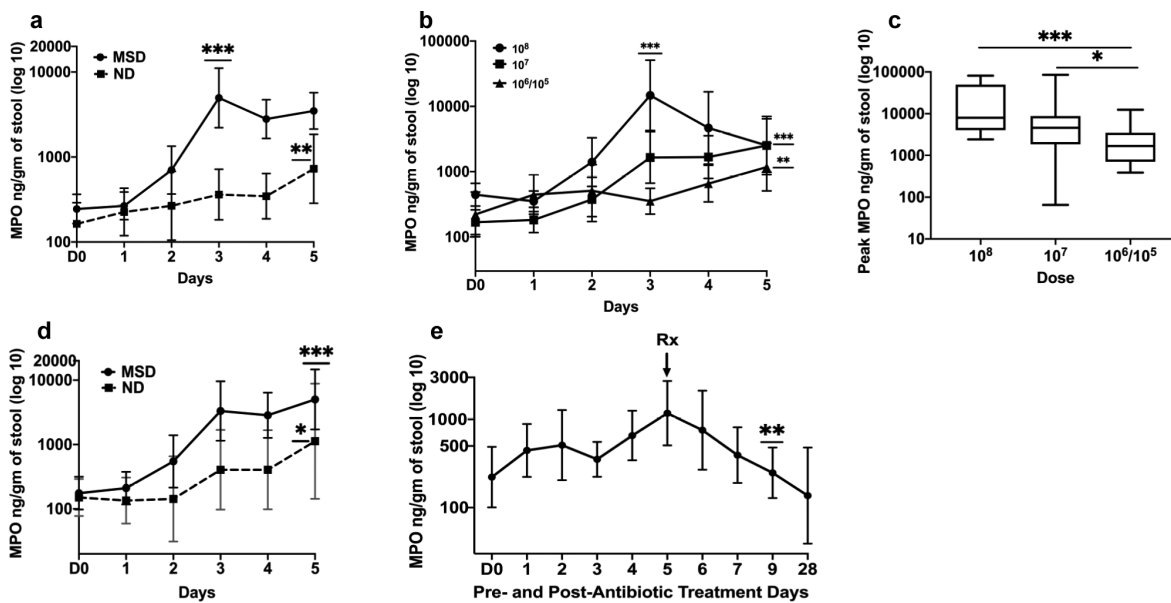 a
MPO ng/gm of stool (log 10)
20000
10000
1000
100
MSD
ND
***
**
D0 1 2 3 4 5
Days
b
MPO ng/gm of stool (log 10)
100000
10000
1000
100
10⁸
10⁷
10⁶/10⁵
***
***
**
D0 1 2 3 4 5
Days
c
Peak MPO ng/gm of stool (log 10)
100000
10000
1000
100
10
***
*
10⁸ 10⁷ 10⁶/10⁵
Dose
d
MPO ng/gm of stool (log 10)
20000
10000
1000
100
MSD
ND
***
*
D0 1 2 3 4 5
Days
e
MPO ng/gm of stool (log 10)
3000
1000
500
100
Rx
**
D0 1 2 3 4 5 6 7 9 28
Pre- and Post-Antibiotic Treatment Days